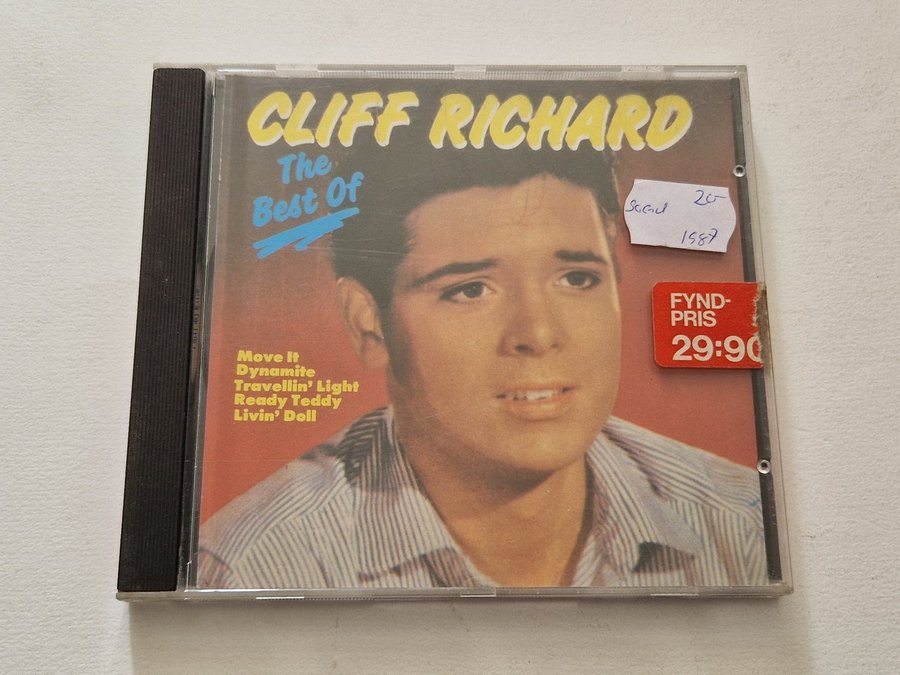 CLIFF RICHARD
The
Best Of
20
1987
FYND-
PRIS
29:90
Move It
Dynamite
Travellin' Light
Ready Teddy
Livin' Doll